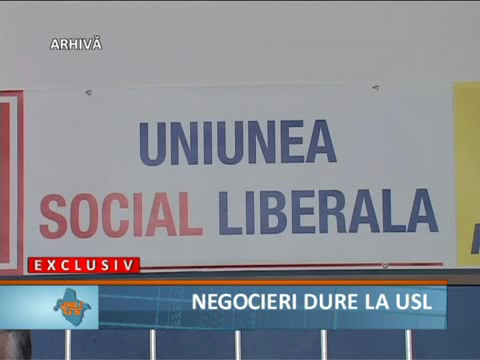 ARHIVĂ
UNIUNEA
SOCIAL LIBERALA
EXCLUSIV
NEGOCIERI DURE LA USL